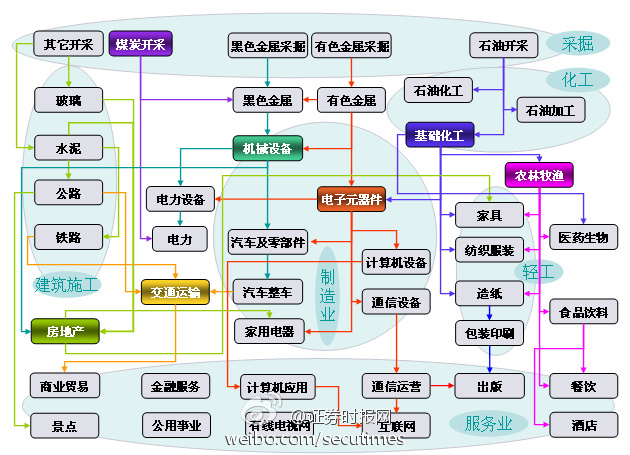 其它开采
煤炭开采
黑色金属采掘
有色金属采掘
石油开采
采掘
玻璃
黑色金属
有色金属
石油化工
化工
石油加工
水泥
机械设备
基础化工
农林牧渔
公路
电力设备
电子元器件
家具
铁路
电力
汽车及零部件
计算机设备
纺织服装
医药生物
建筑施工
交通运输
汽车整车
制造业
通信设备
造纸
轻工
食品饮料
房地产
家用电器
包装印刷
商业贸易
金融服务
计算机应用
通信运营
出版
餐饮
景点
公用事业
有线电视网
互联网
服务业
酒店
@证券时报网
weibo.com/secutimes